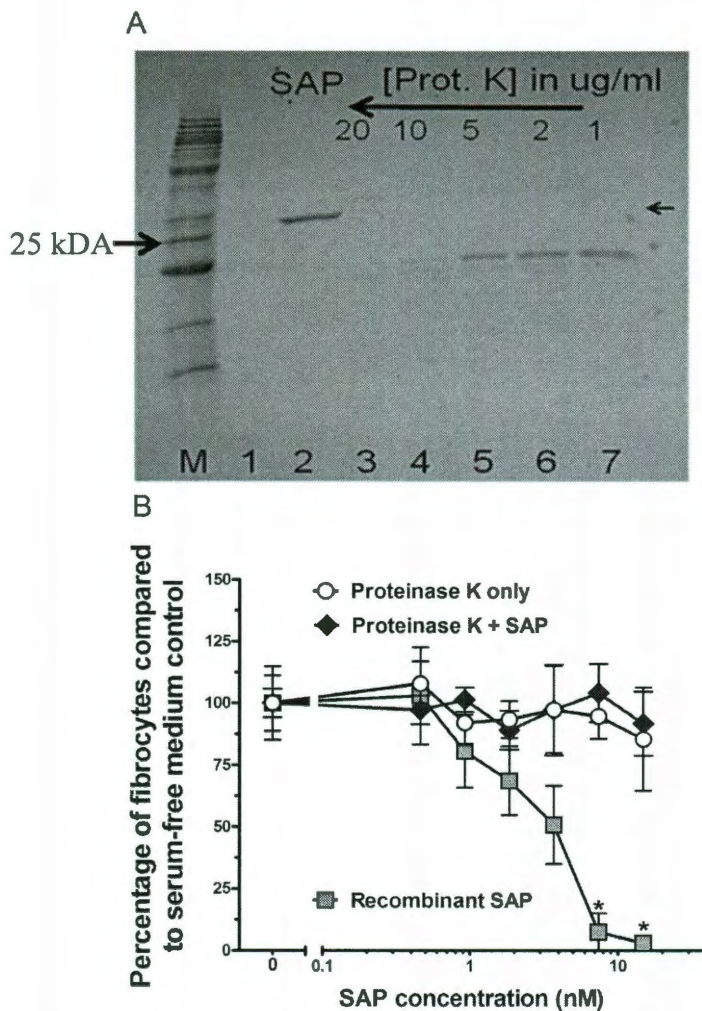 A
SAP [Prot. K] in ug/ml
20 10 5 2 1
25 kDA
M 1 2 3 4 5 6 7
B
Percentage of fibrocytes compared
to serum-free medium control
150
125
100
75
50
25
0
Proteinase K only
Proteinase K + SAP
Recombinant SAP
* *
0 0.1 1 10
SAP concentration (nM)